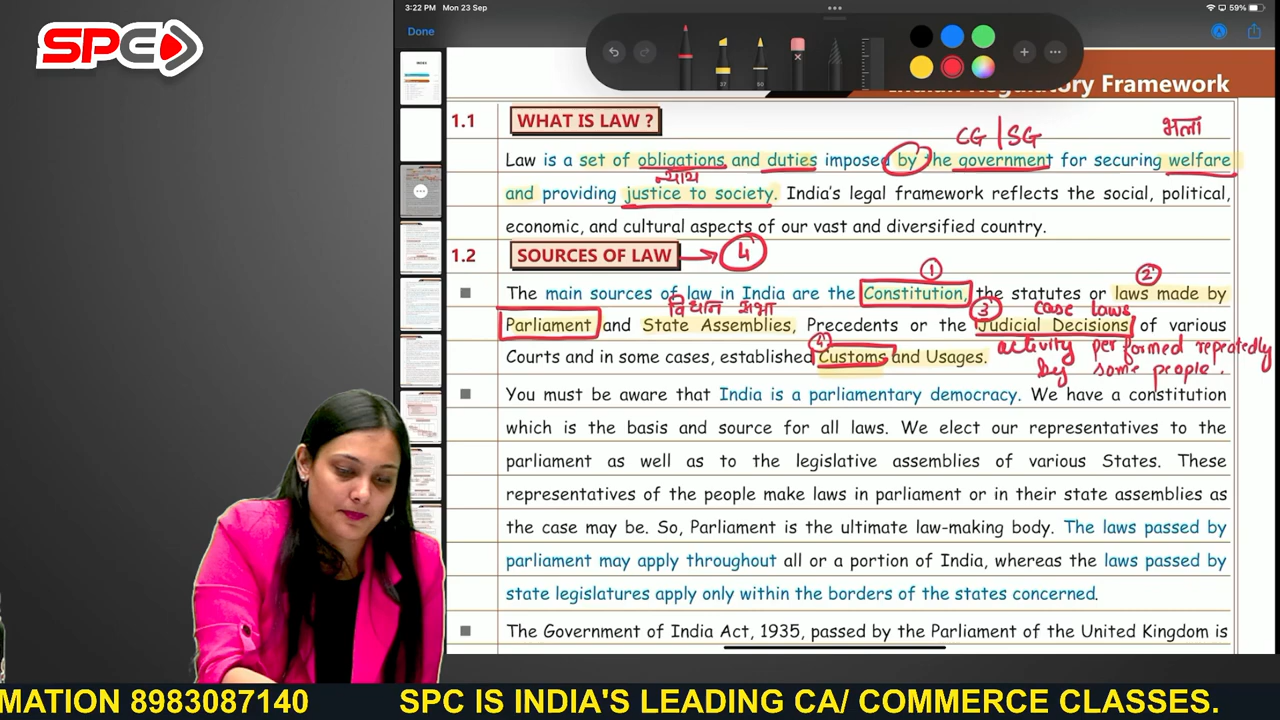 3:22 PM Mon 23 Sep
59%
SPC
Done
Regulatory Framework
1.1 WHAT IS LAW ?
CG | SG
भला
Law is a set of obligations and duties imposed by the government for securing welfare
न्याय
and providing justice to society. India's legal framework reflects the social, political,
economic, and cultural aspects of our vast and diversified country.
1.2 SOURCE OF LAW → 4
1
2
The main sources of law in India are the Constitution, the statutes or laws made by
3 case laws
Parliament and State Assemblies, Precedents or the Judicial Decisions of various
4
activity performed repeatedly
Courts and in some cases, established Customs and Usages.
by some people
You must be aware that India is a parliamentary democracy. We have a constitution
which is the basis and source for all laws. We elect our representatives to the
parliament as well as to the legislative assemblies of various states. These
representatives of the people pass laws in parliament or in their state assemblies as
the case may be. So, Parliament is the ultimate law making body. The laws passed by
parliament may apply throughout all or a portion of India, whereas the laws passed by
state legislatures apply only within the borders of the states concerned.
The Government of India Act, 1935, passed by the Parliament of the United Kingdom is
MATION 8983087140 SPC IS INDIA'S LEADING CA/ COMMERCE CLASSES.